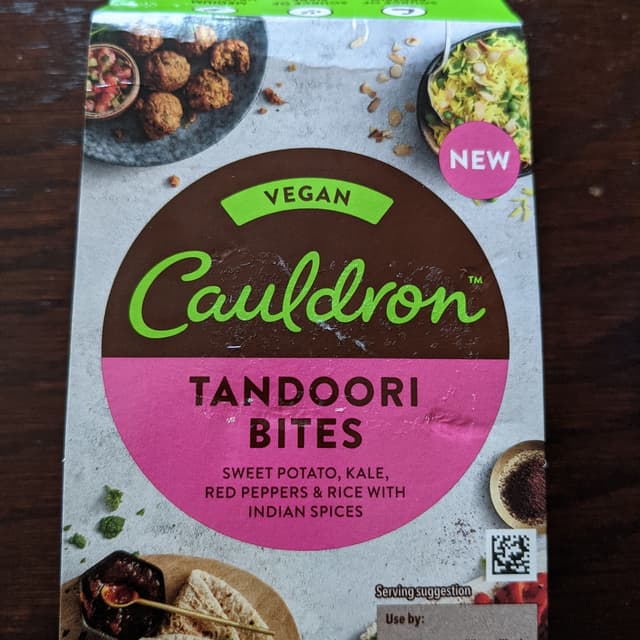 NEW
VEGAN
Cauldron™
TANDOORI
BITES
SWEET POTATO, KALE,
RED PEPPERS & RICE WITH
INDIAN SPICES
Serving suggestion
Use by: